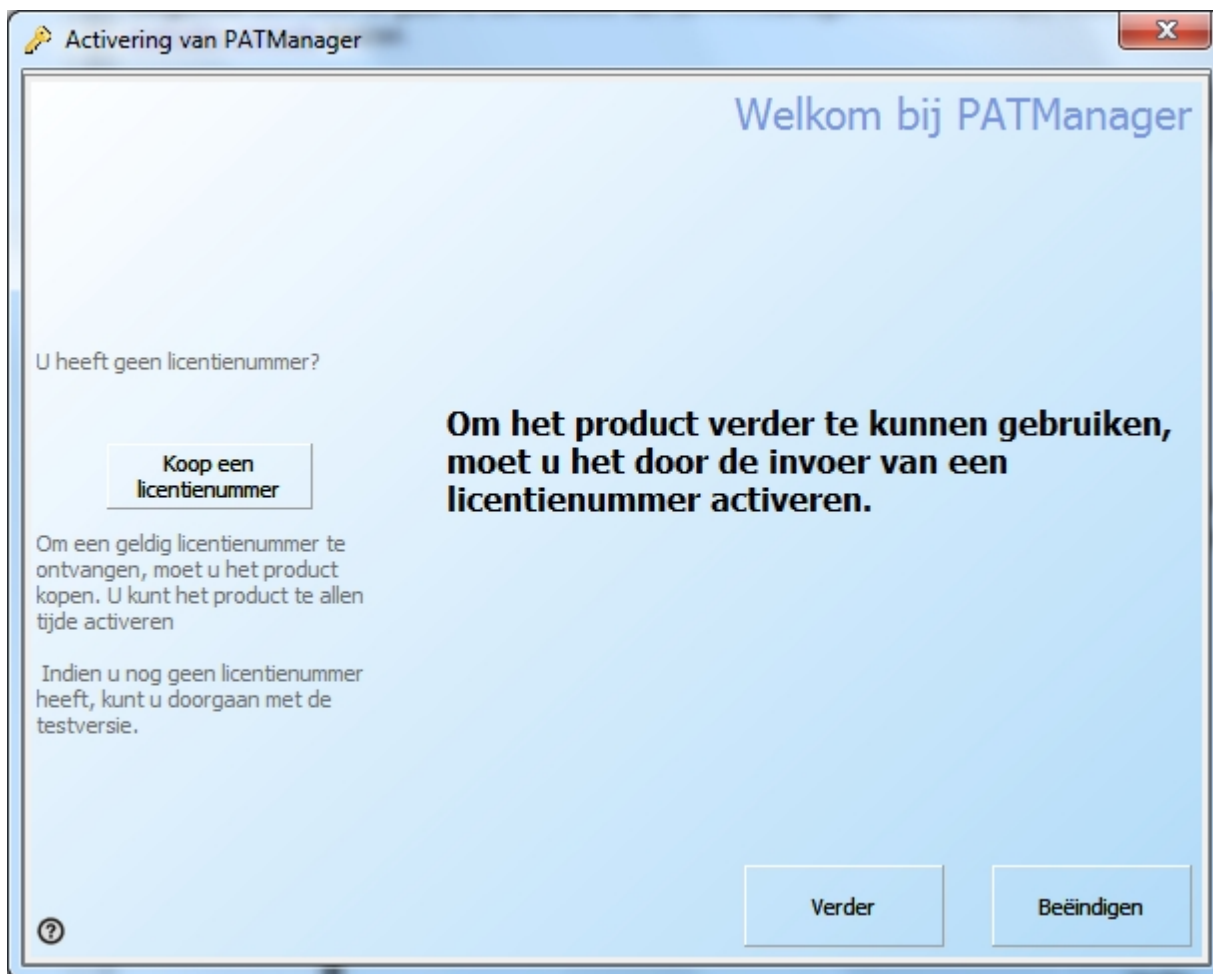 Activering van PATManager
Welkom bij PATManager
U heeft geen licentienummer?
Koop een
licentienummer
Om een geldig licentienummer te
ontvangen, moet u het product
kopen. U kunt het product te allen
tijde activeren
Indien u nog geen licentienummer
heeft, kunt u doorgaan met de
testversie.
Om het product verder te kunnen gebruiken,
moet u het door de invoer van een
licentienummer activeren.
Verder
Beëindigen